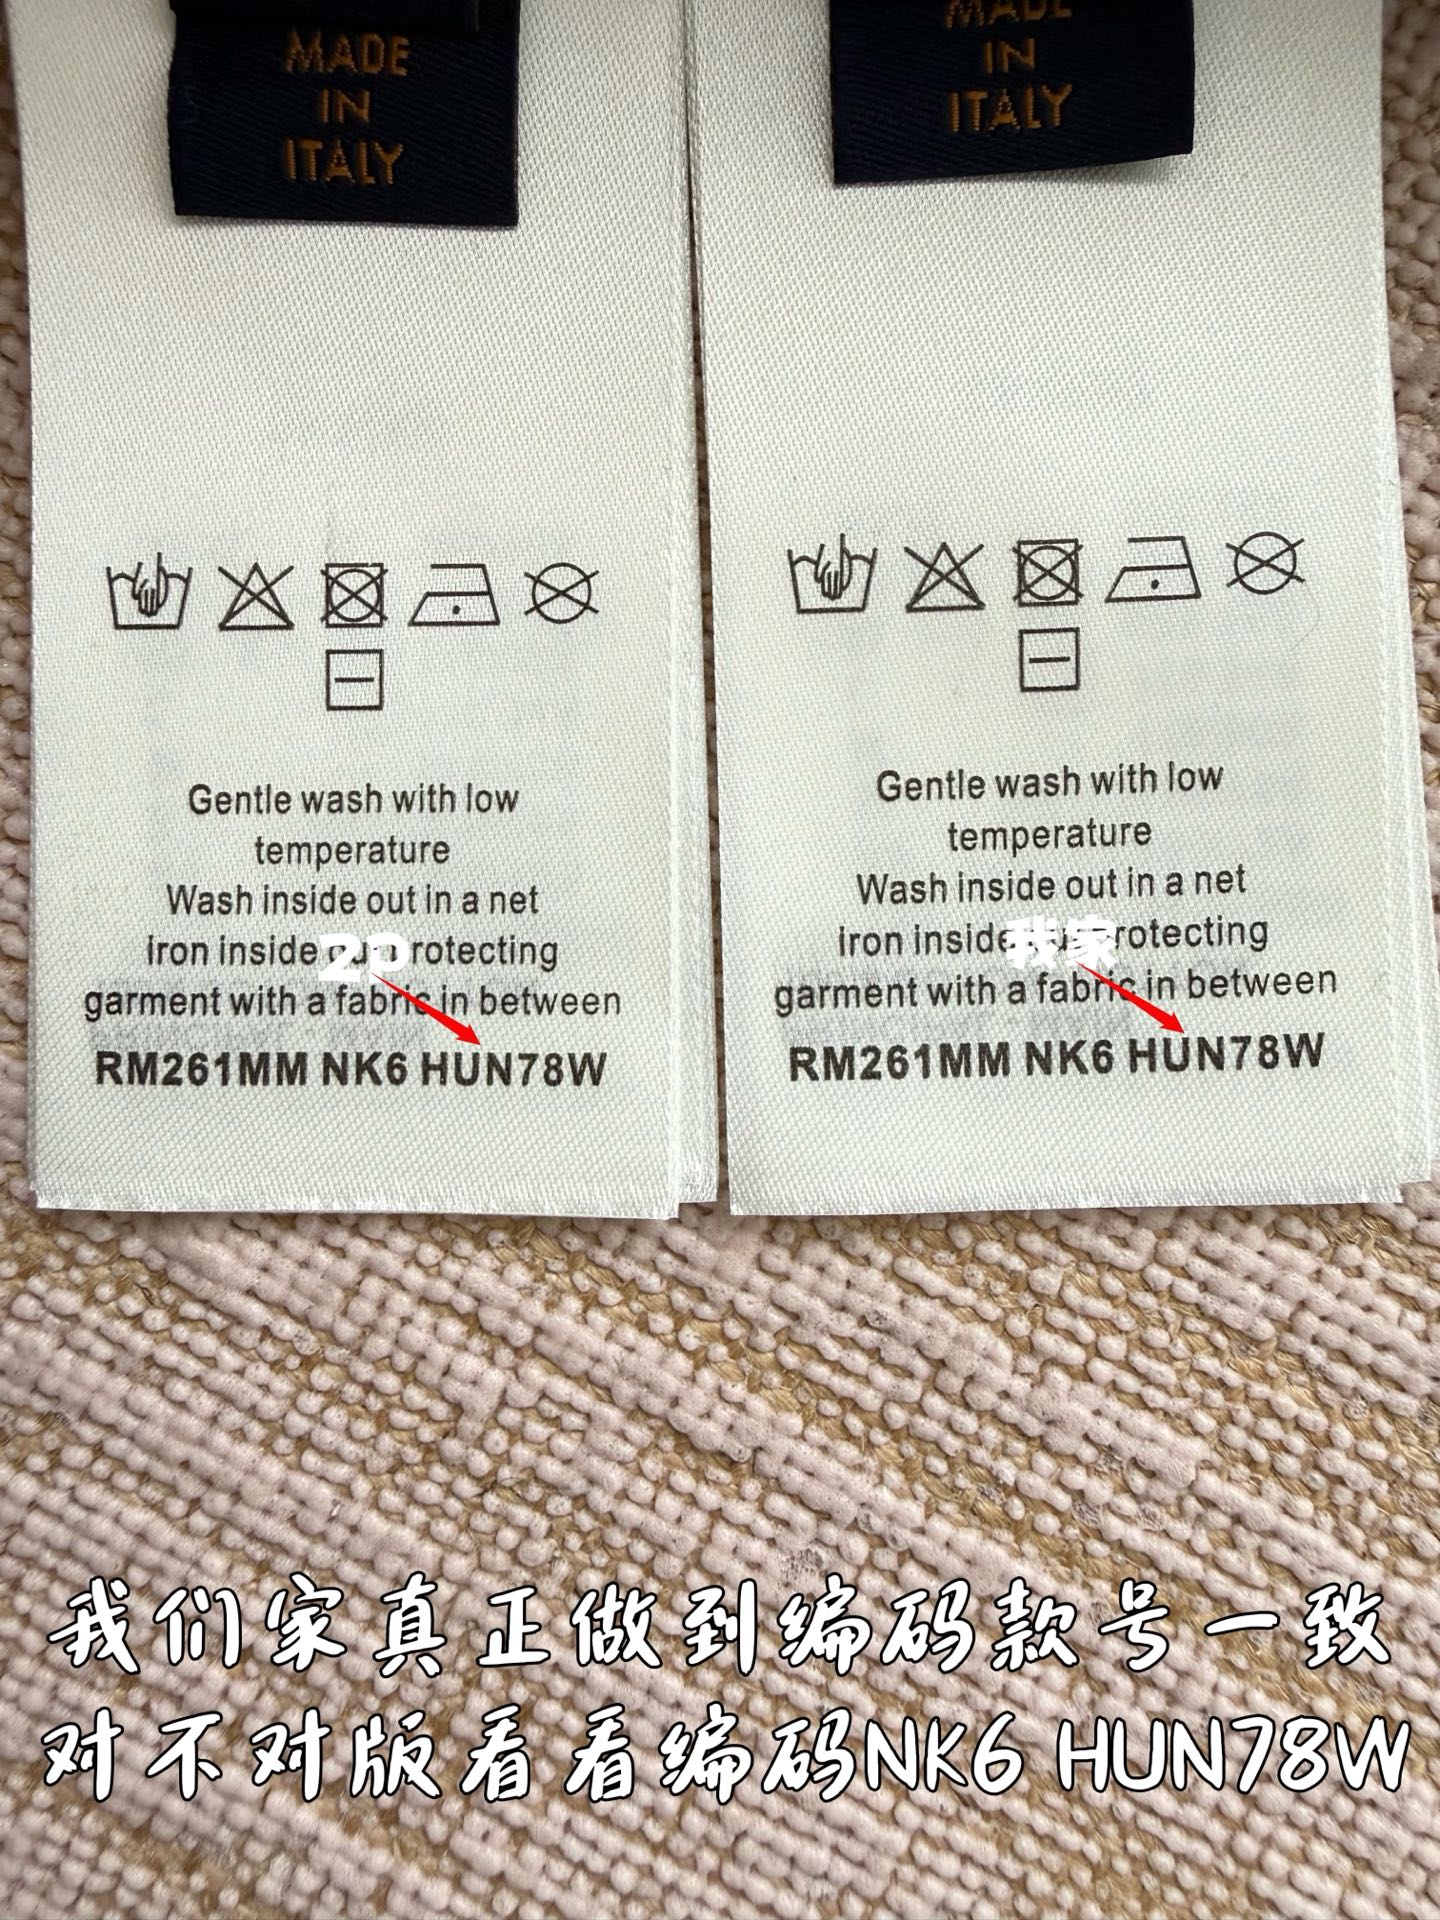 MADE
IN
ITALY
MADE
IN
ITALY
Gentle wash with low
temperature
Wash inside out in a net
Iron inside out protecting
garment with a fabric in between
RM261MM NK6 HUN78W
ZP
Gentle wash with low
temperature
Wash inside out in a net
Iron inside out protecting
garment with a fabric in between
RM261MM NK6 HUN78W
我家
我们家真正做到编码款号一致
对不对版看看编码NK6 HUN78W